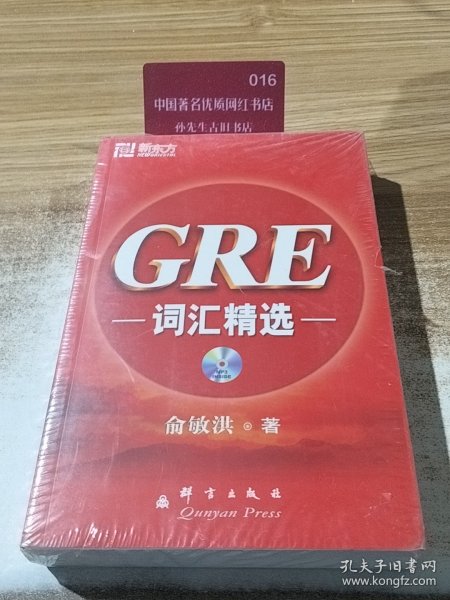 016
中国著名优质网红书店
孙先生古旧书店
新东方
NEW ORIENTAL
GRE
词汇精选
俞敏洪 著
群言出版社
Qunyan Press
孔夫子旧书网
www.kongfz.com